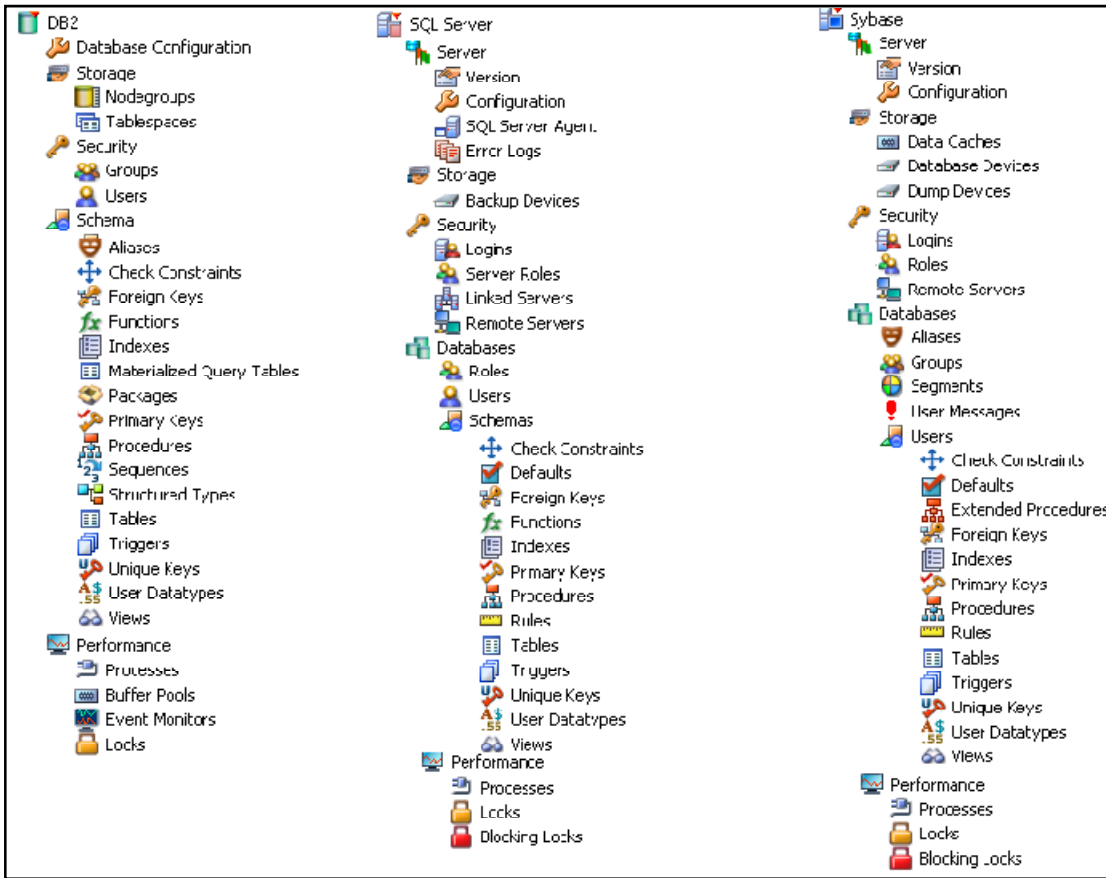 DB2
Database Configuration
Storage
Nodegroups
Tablespaces
Security
Groups
Users
Schema
Aliases
Check Constraints
Foreign Keys
Functions
Indexes
Materialized Query Tables
Packages
Primary Keys
Procedures
Sequences
Structured Types
Tables
Triggers
Unique Keys
User Datatypes
Views
Performance
Processes
Buffer Pools
Event Monitors
Locks
SQL Server
Server
Version
Configuration
SQL Server Agent
Error Logs
Storage
Backup Devices
Security
Logins
Server Roles
Linked Servers
Remote Servers
Databases
Roles
Users
Schemas
Check Constraints
Defaults
Foreign Keys
Functions
Indexes
Primary Keys
Procedures
Rules
Tables
Triggers
Unique Keys
User Datatypes
Views
Performance
Processes
Locks
Blocking Locks
Sybase
Server
Version
Configuration
Storage
Data Caches
Database Devices
Dump Devices
Security
Logins
Roles
Remote Servers
Databases
Aliases
Groups
Segments
User Messages
Users
Check Constraints
Defaults
Extended Procedures
Foreign Keys
Indexes
Primary Keys
Procedures
Rules
Tables
Triggers
Unique Keys
User Datatypes
Views
Performance
Processes
Locks
Blocking Locks